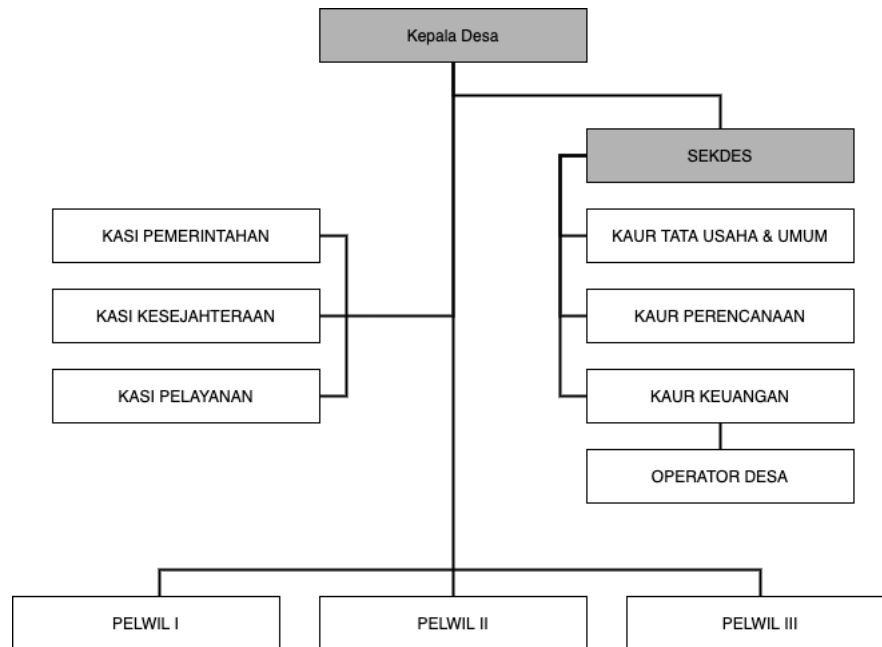 Kepala Desa
SEKDES
KASI PEMERINTAHAN
KAUR TATA USAHA & UMUM
KASI KESEJAHTERAAN
KAUR PERENCANAAN
KASI PELAYANAN
KAUR KEUANGAN
OPERATOR DESA
PELWIL I
PELWIL II
PELWIL III